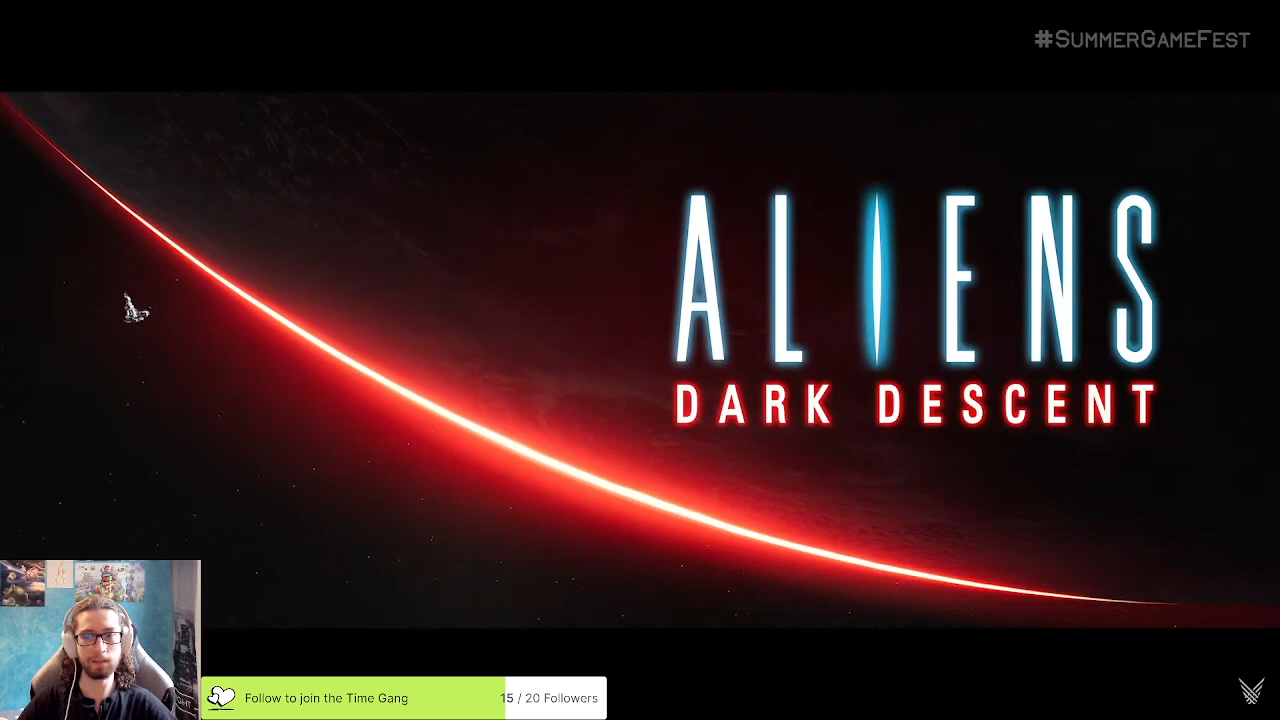 #SUMMERGAMEFEST
ALIENS
DARK DESCENT
Follow to join the Time Gang
15 / 20 Followers